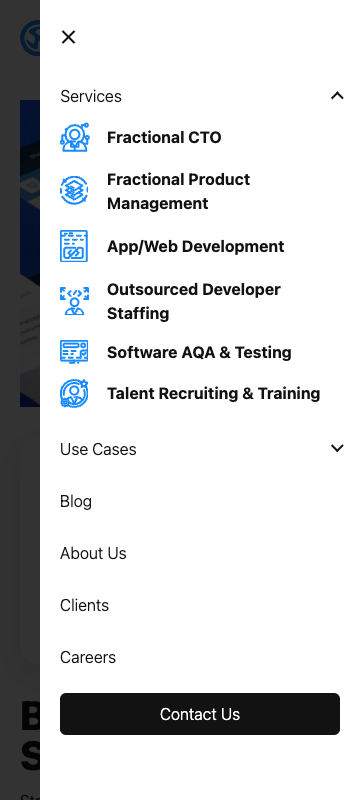 Services
Fractional CTO
Fractional Product
Management
App/Web Development
Outsourced Developer
Staffing
Software AQA & Testing
Talent Recruiting & Training
Use Cases
Blog
About Us
Clients
Careers
Contact Us